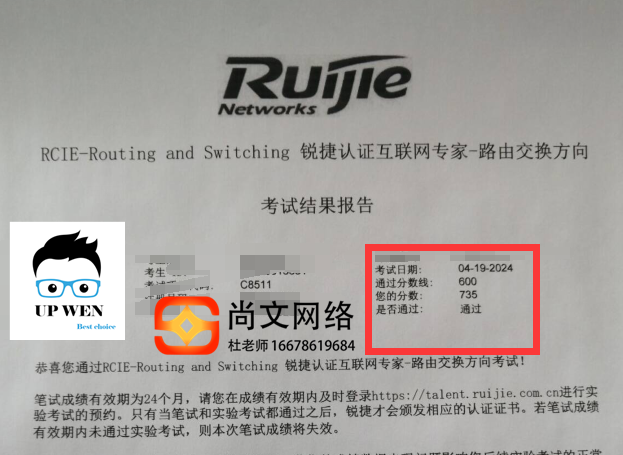 Ruijie
Networks
RCIE-Routing and Switching 锐捷认证互联网专家-路由交换方向
考试结果报告
考生
代码: C8511
考试日期: 04-19-2024
通过分数线: 600
您的分数: 735
是否通过: 通过
UP WEN
Best choice
尚文网络
杜老师 16678619684
恭喜您通过RCIE-Routing and Switching 锐捷认证互联网专家-路由交换方向考试!
笔试成绩有效期为24个月, 请您在成绩有效期内及时登录https://talent.ruijie.com.cn进行实
验考试的预约。只有当笔试和实验考试都通过之后, 锐捷才会颁发相应的认证证书。若笔试成绩
有效期内未通过实验考试, 则本次笔试成绩将失效。